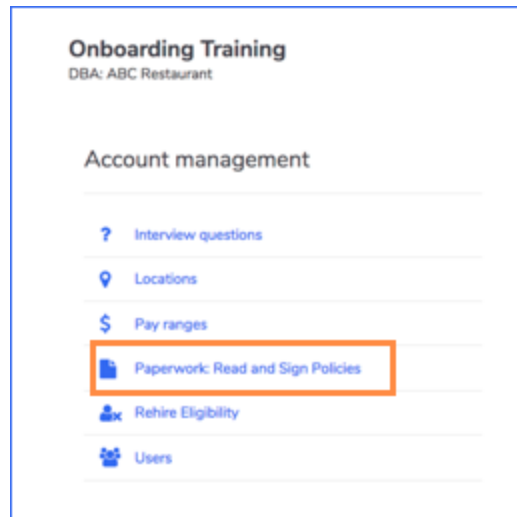 Onboarding Training
DBA: ABC Restaurant
Account management
Interview questions
Locations
Pay ranges
Paperwork: Read and Sign Policies
Rehire Eligibility
Users